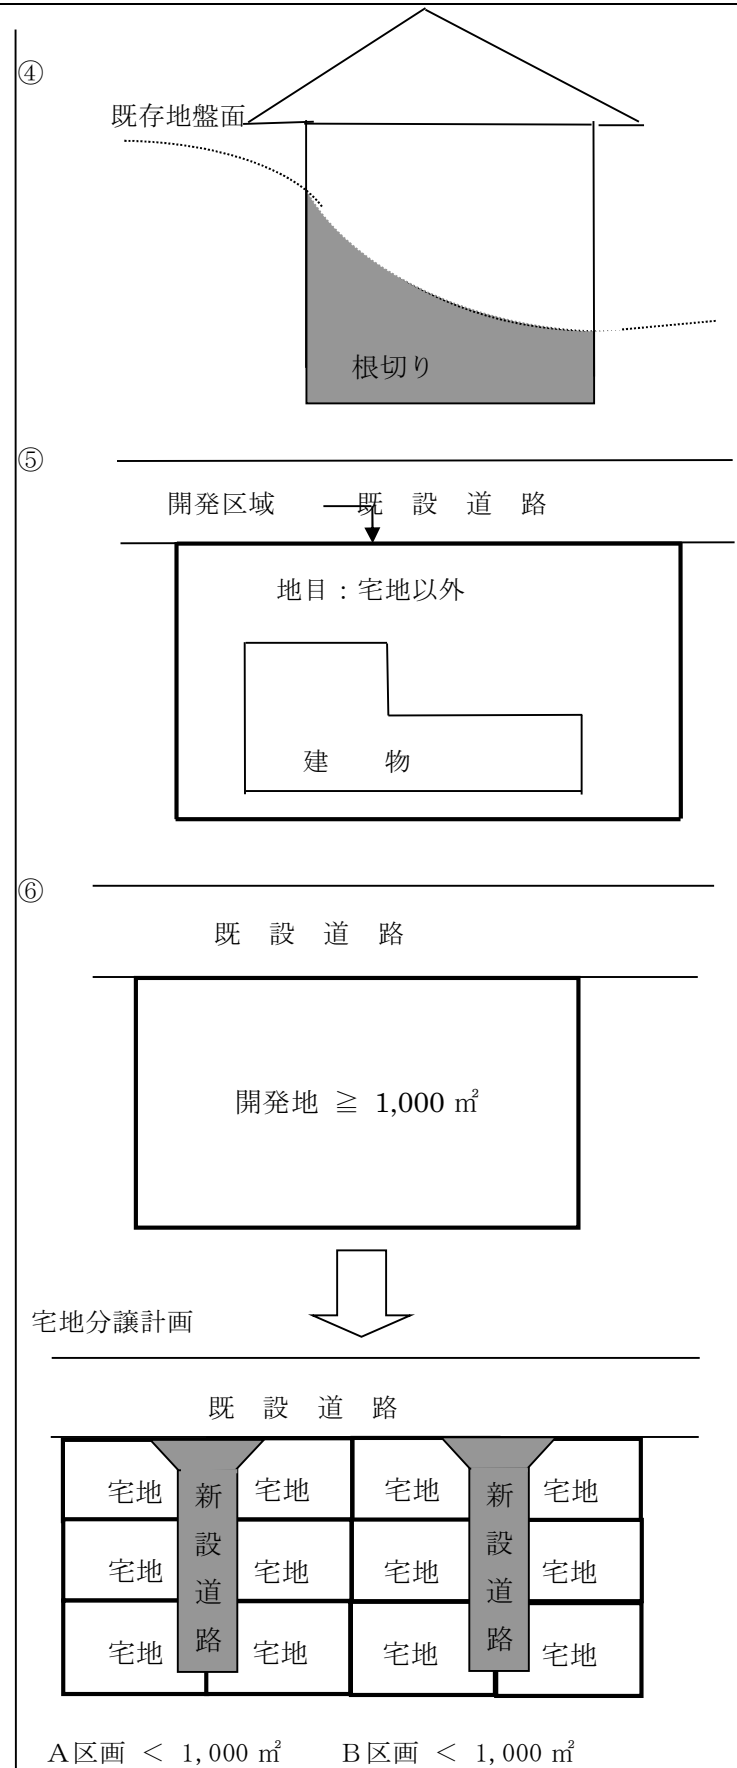 ④
既存地盤面
根切り
⑤
開発区域 既設道路
地目：宅地以外
建 物
⑥
既設道路
開発地 ≧ 1,000 ㎡
宅地分譲計画
既設道路
宅地 新 宅地 宅地 新 宅地
設 設
宅地 道 宅地 宅地 道 宅地
宅地 路 宅地 宅地 路 宅地
A区画 ＜ 1,000 ㎡ B区画 ＜ 1,000 ㎡